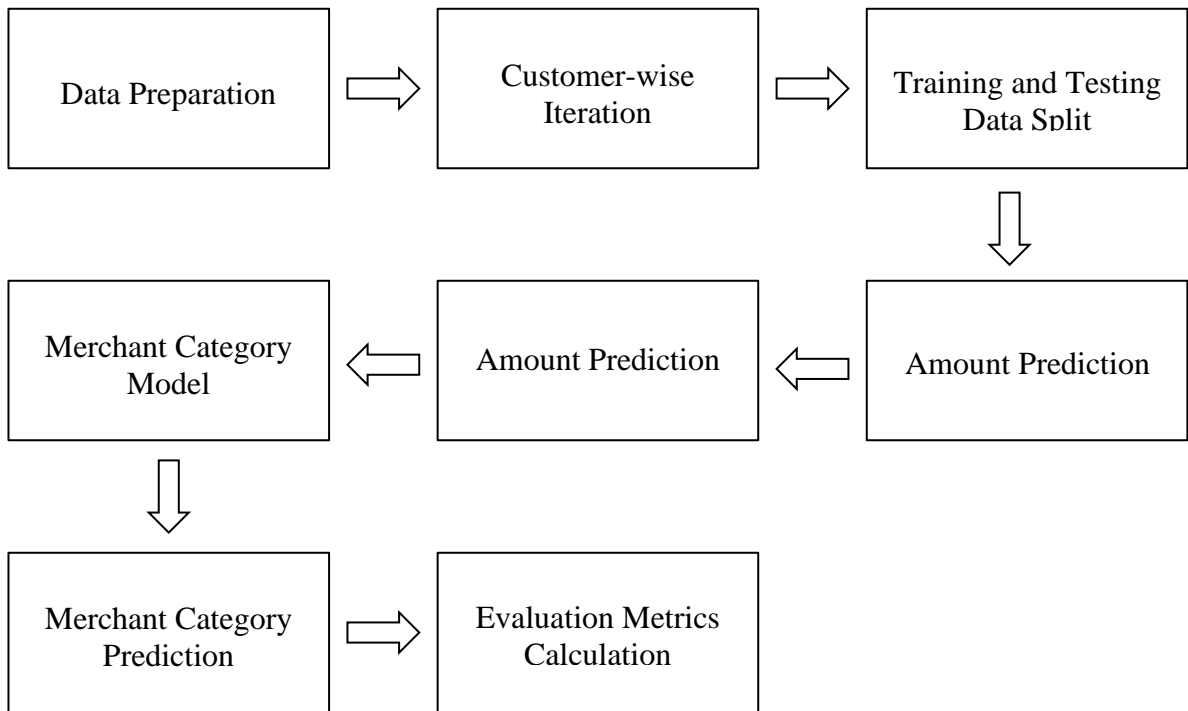 Data Preparation
Customer-wise
Iteration
Training and Testing
Data Split
Merchant Category
Model
Amount Prediction
Amount Prediction
Merchant Category
Prediction
Evaluation Metrics
Calculation